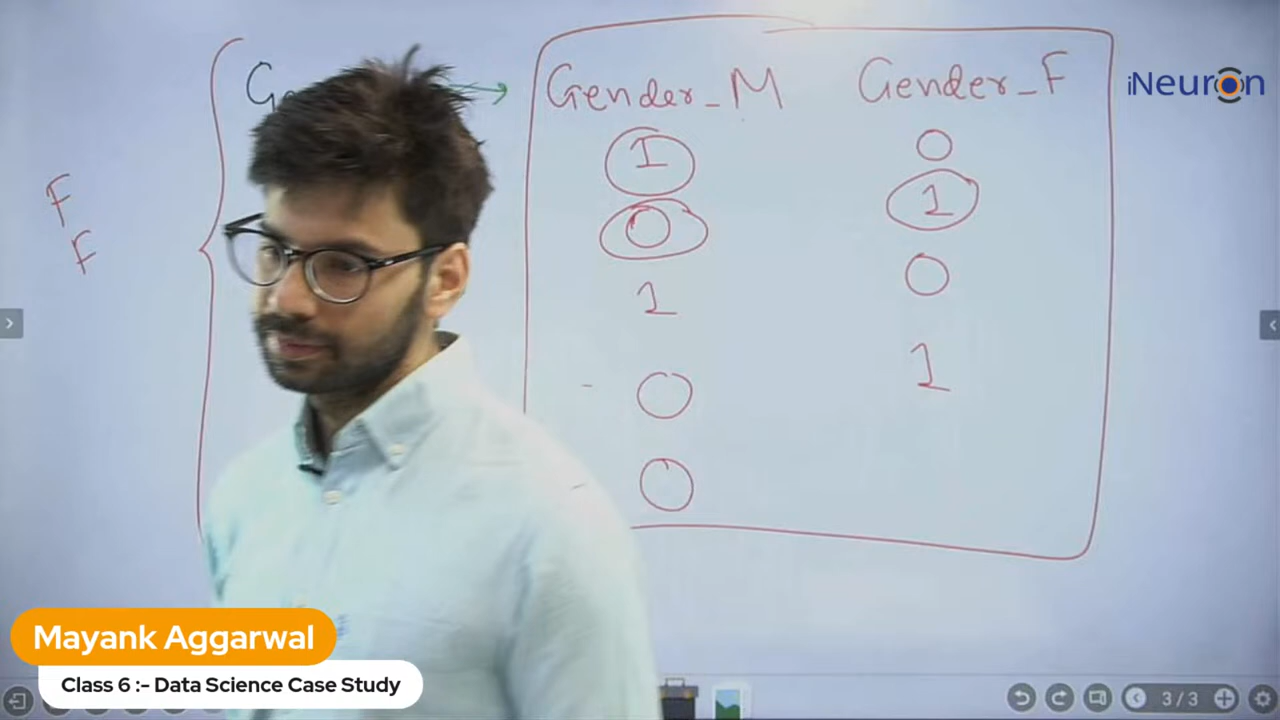 Gender_M Gender_F
iNeuron
1 0
F 0 1
F 1 0
0 1
0
Mayank Aggarwal
Class 6 :- Data Science Case Study
3/3